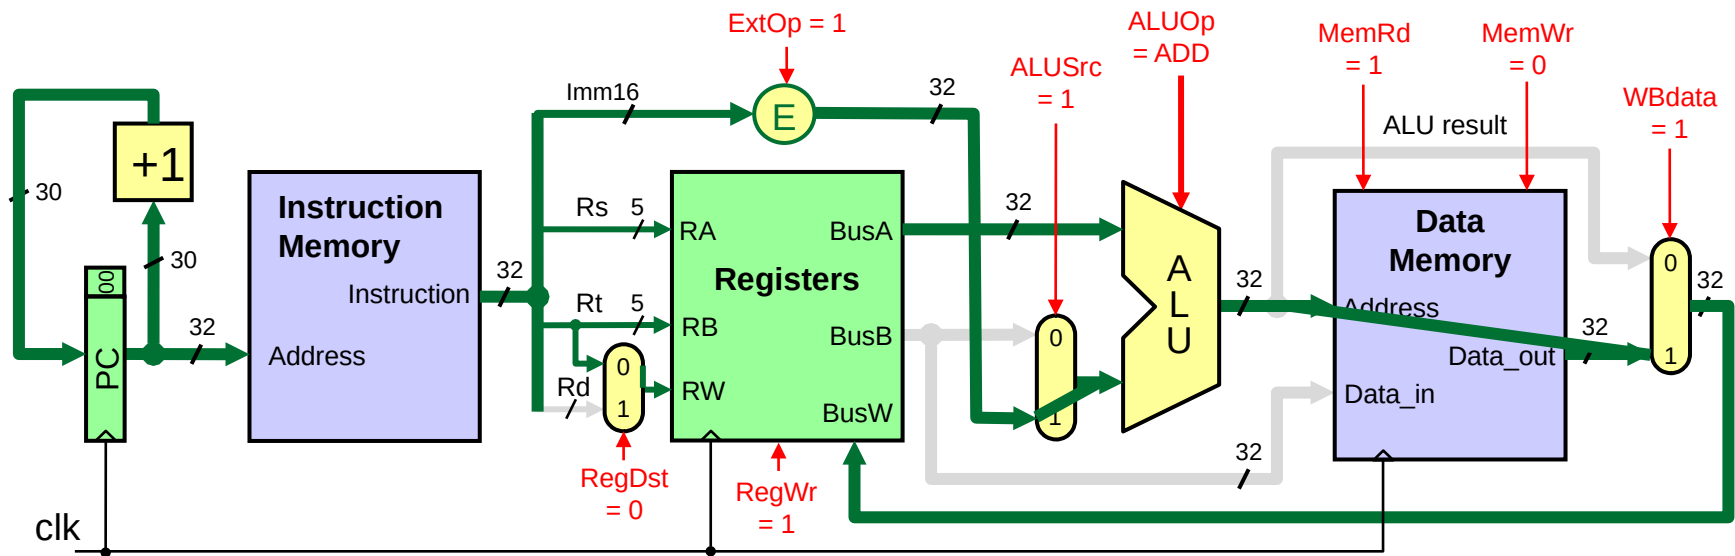 ExtOp = 1
ALUOp
= ADD
MemRd
= 1
MemWr
= 0
ALUSrc
= 1
WBdata
= 1
Imm16
32
E
ALU result
+1
30
30
00
PC
32
Instruction
Memory
Instruction
Address
32
Rs
5
Rt
5
Rd
0
1
RegDst
= 0
RA
RB
RW
Registers
BusA
BusB
BusW
RegWr
= 1
32
0
1
A
L
U
32
Data
Memory
Address
Data_out
Data_in
32
32
0
1
32
clk